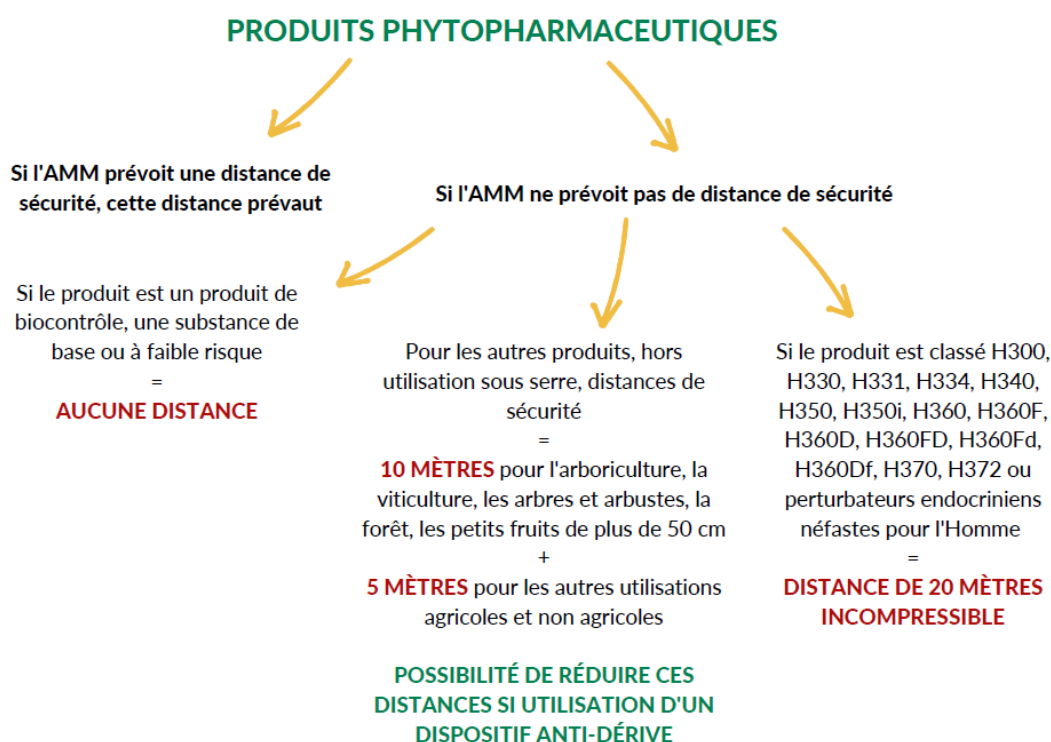 PRODUITS PHYTOPHARMACEUTIQUES
Si l'AMM prévoit une distance de
sécurité, cette distance prévaut
Si l'AMM ne prévoit pas de distance de sécurité
Si le produit est un produit de
biocontrôle, une substance de
base ou à faible risque
=
AUCUNE DISTANCE
Pour les autres produits, hors
utilisation sous serre, distances de
sécurité
=
10 MÈTRES pour l'arboriculture, la
viticulture, les arbres et arbustes, la
forêt, les petits fruits de plus de 50 cm
+
5 MÈTRES pour les autres utilisations
agricoles et non agricoles
POSSIBILITÉ DE RÉDUIRE CES
DISTANCES SI UTILISATION D'UN
DISPOSITIF ANTI-DÉRIVE
Si le produit est classé H300,
H330, H331, H334, H340,
H350, H350i, H360, H360F,
H360D, H360FD, H360Fd,
H360Df, H370, H372 ou
perturbateurs endocriniens
néfastes pour l'Homme
=
DISTANCE DE 20 MÈTRES
INCOMPRESSIBLE